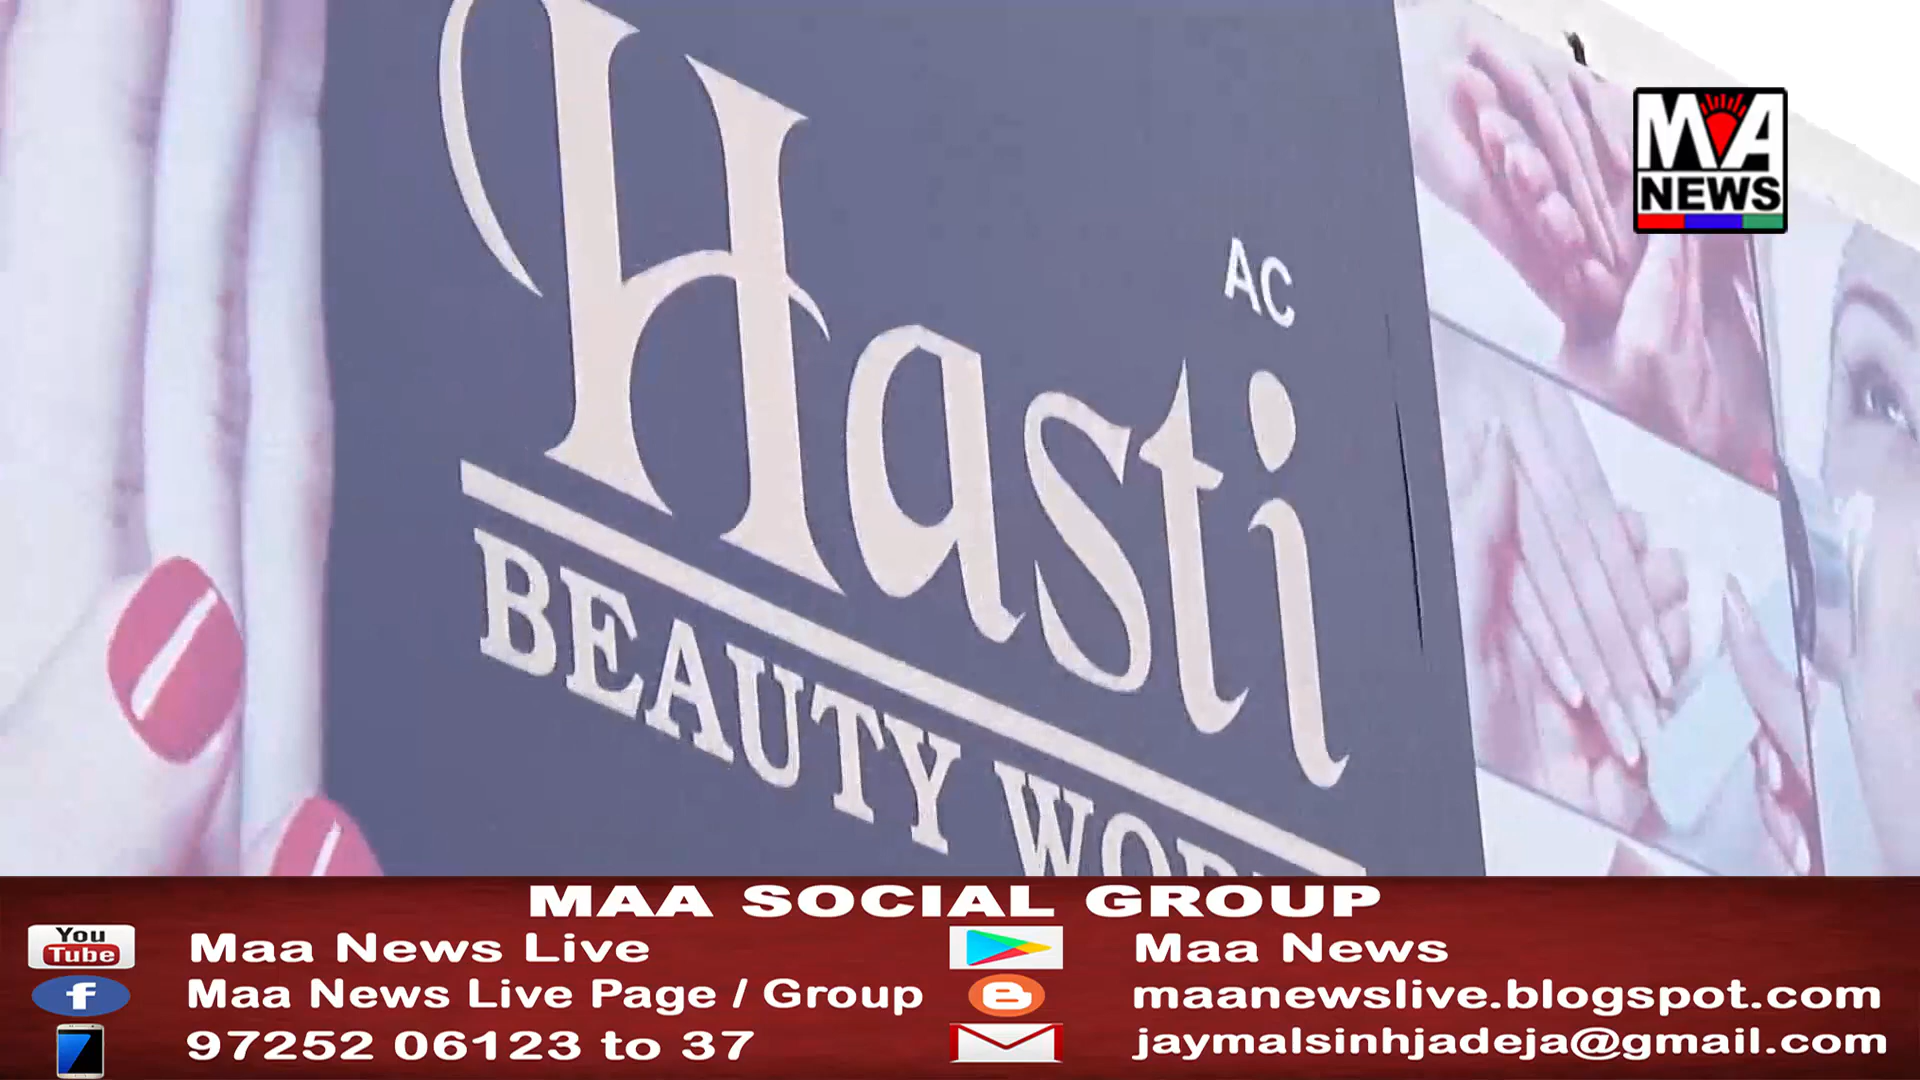 Hasti
AC
BEAUTY
MAA
NEWS
MAA SOCIAL GROUP
You
Tube
Maa News Live
Maa News
f
Maa News Live Page / Group
maanewslive.blogspot.com
97252 06123 to 37
jaymalsinhjadeja@gmail.com